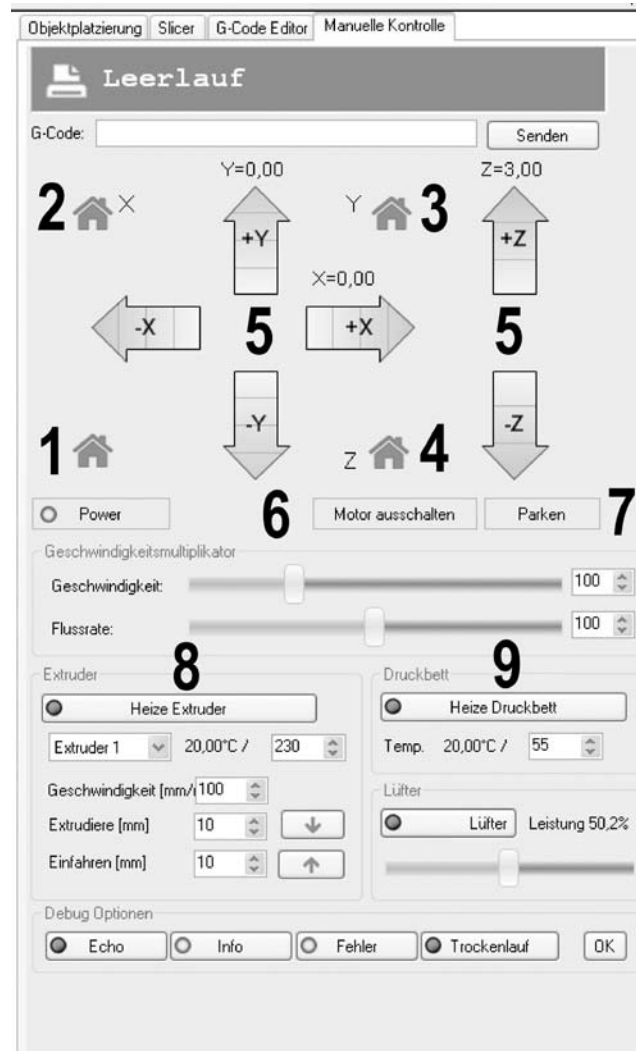 Objektplatzierung Slicer G-Code Editor Manuelle Kontrolle
Leerlauf
G-Code: Senden
Y=0,00 Z=3,00
2 X Y 3
+Y +Z
X=0,00
-X 5 +X 5
-Y -Z
1 Z 4
Power 6 Motor ausschalten Parken 7
Geschwindigkeitsmultiplikator
Geschwindigkeit: 100
Flussrate: 100
Extruder 8 Druckbett 9
Heize Extruder Heize Druckbett
Extruder 1 20,00°C / 230 Temp. 20,00°C / 55
Geschwindigkeit [mm/ 100 Lüfter
Extrudiere [mm] 10 Lüfter Leistung 50,2%
Einfahren [mm] 10
Debug Optionen
Echo Info Fehler Trockenlauf OK